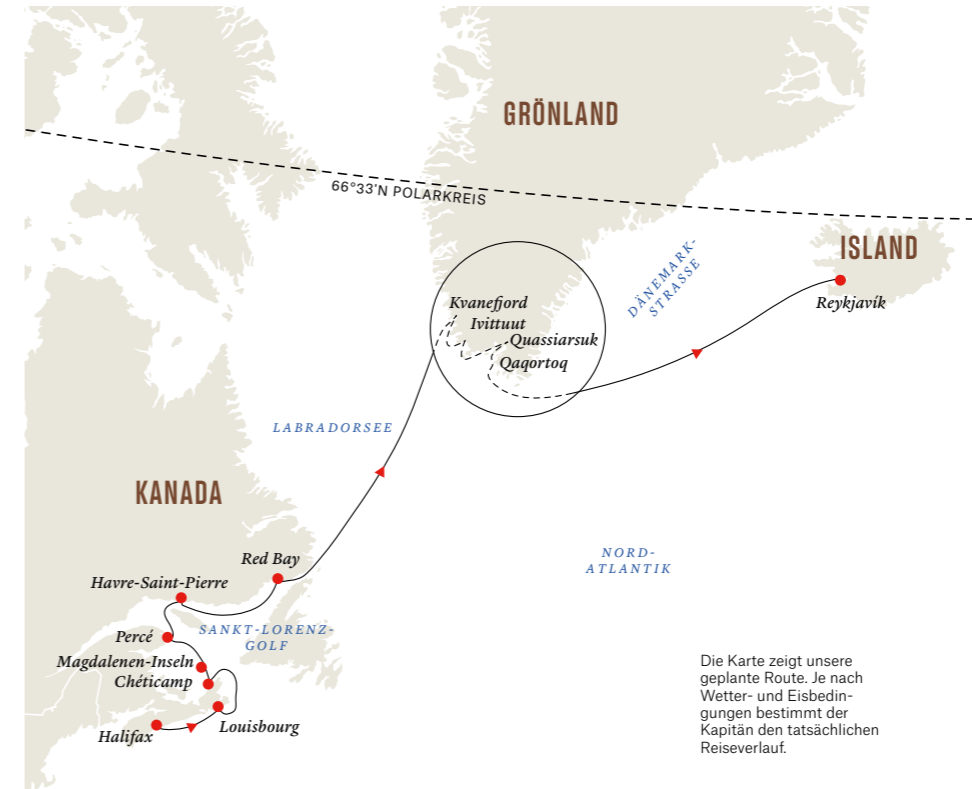 GRÖNLAND
66°33'N POLARKREIS
ISLAND
DÄNEMARK-
STRASSE
Reykjavík
Kvanefjord
Ivittuut
Quassiarsuk
Qaqortoq
LABRADORSEE
KANADA
NORD-
ATLANTIK
Red Bay
Havre-Saint-Pierre
Percé
SANKT-LORENZ-
GOLF
Magdalenen-Inseln
Chéticamp
Louisbourg
Halifax
Die Karte zeigt unsere
geplante Route. Je nach
Wetter- und Eisbedin-
gungen bestimmt der
Kapitän den tatsächlichen
Reiseverlauf.